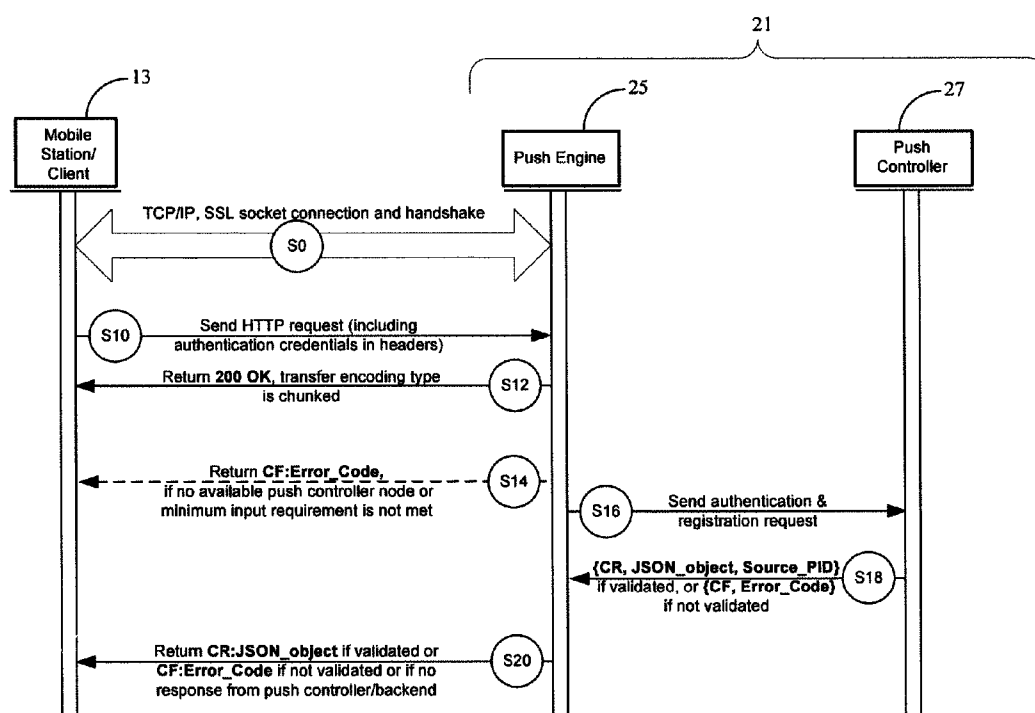 21
13
25
27
Mobile
Station/
Client
Push Engine
Push
Controller
TCP/IP, SSL socket connection and handshake
S0
S10
Send HTTP request (including
authentication credentials in headers)
Return 200 OK, transfer encoding type
is chunked
S12
Return CF:Error_Code,
if no available push controller node or
minimum input requirement is not met
S14
S16
Send authentication &
registration request
{CR, JSON_object, Source_PID}
if validated, or {CF, Error_Code}
if not validated
S18
Return CR:JSON_object if validated or
CF:Error_Code if not validated or if no
response from push controller/backend
S20